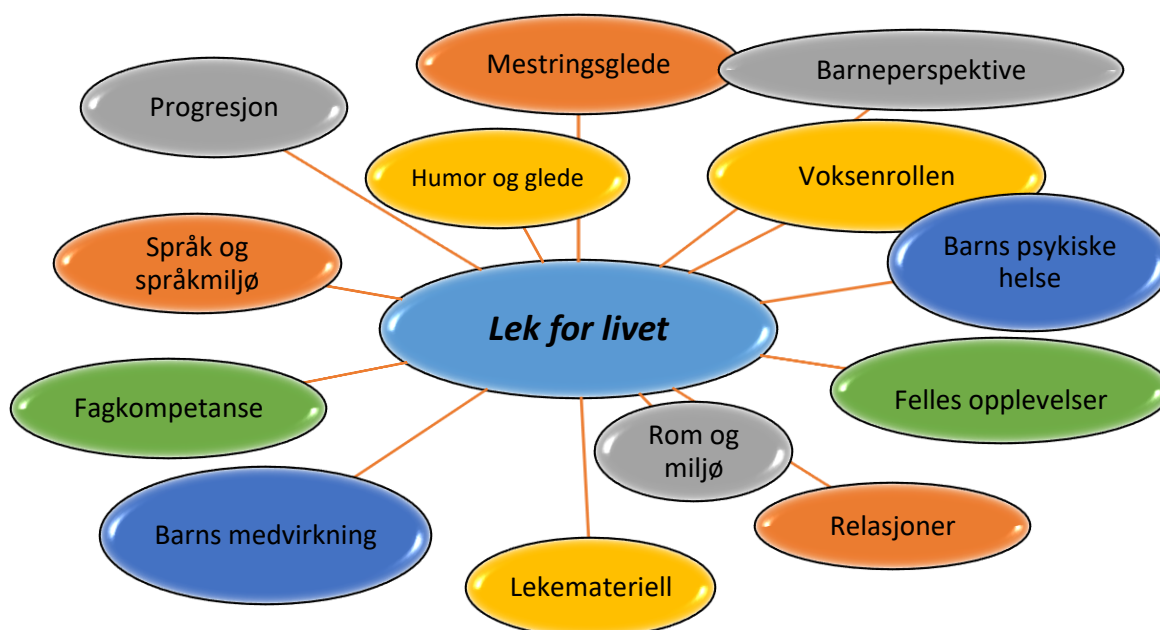 Mestringsglede
Barneperspektive
Progresjon
Humor og glede
Voksenrollen
Språk og
språkmiljø
Barns psykiske
helse
Lek for livet
Fagkompetanse
Felles opplevelser
Rom og
miljø
Barns medvirkning
Relasjoner
Lekemateriell